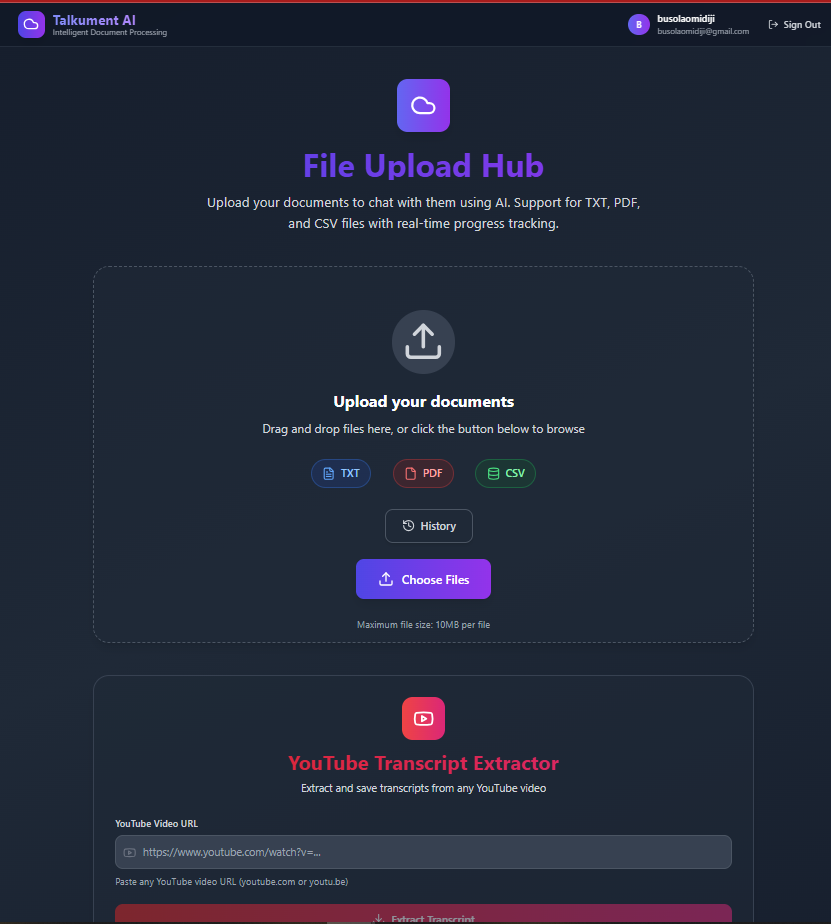 Talkument AI
Intelligent Document Processing
B
busolaomidiji
busolaomidiji@gmail.com
Sign Out
File Upload Hub
Upload your documents to chat with them using AI. Support for TXT, PDF,
and CSV files with real-time progress tracking.
Upload your documents
Drag and drop files here, or click the button below to browse
TXT
PDF
CSV
History
Choose Files
Maximum file size: 10MB per file
YouTube Transcript Extractor
Extract and save transcripts from any YouTube video
YouTube Video URL
https://www.youtube.com/watch?v=...
Paste any YouTube video URL (youtube.com or youtu.be)
Extract Transcript